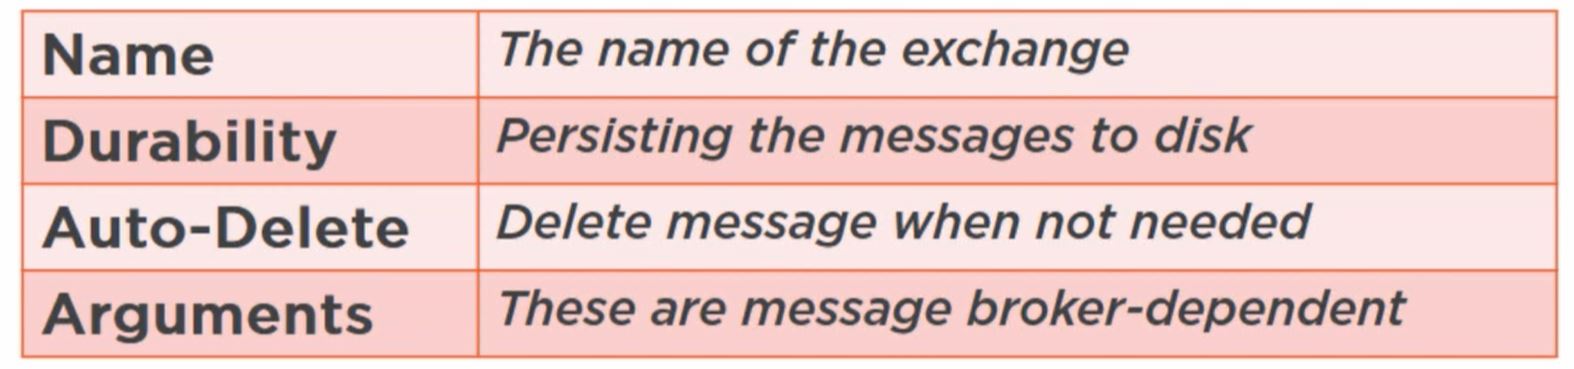 Name
The name of the exchange
Durability
Persisting the messages to disk
Auto-Delete
Delete message when not needed
Arguments
These are message broker-dependent